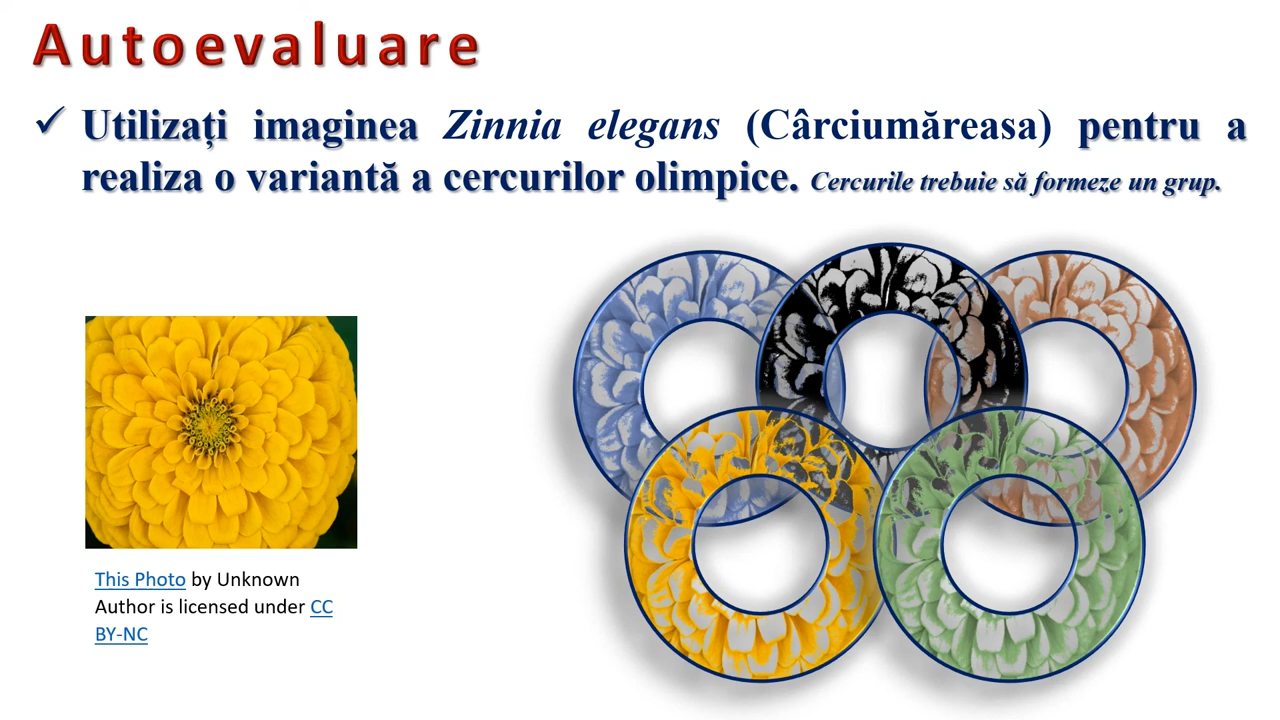 Autoevaluare
✓ Utilizați imaginea Zinnia elegans (Cârciumăreasa) pentru a
realiza o variantă a cercurilor olimpice. Cercurile trebuie să formeze un grup.
This Photo by Unknown
Author is licensed under CC
BY-NC